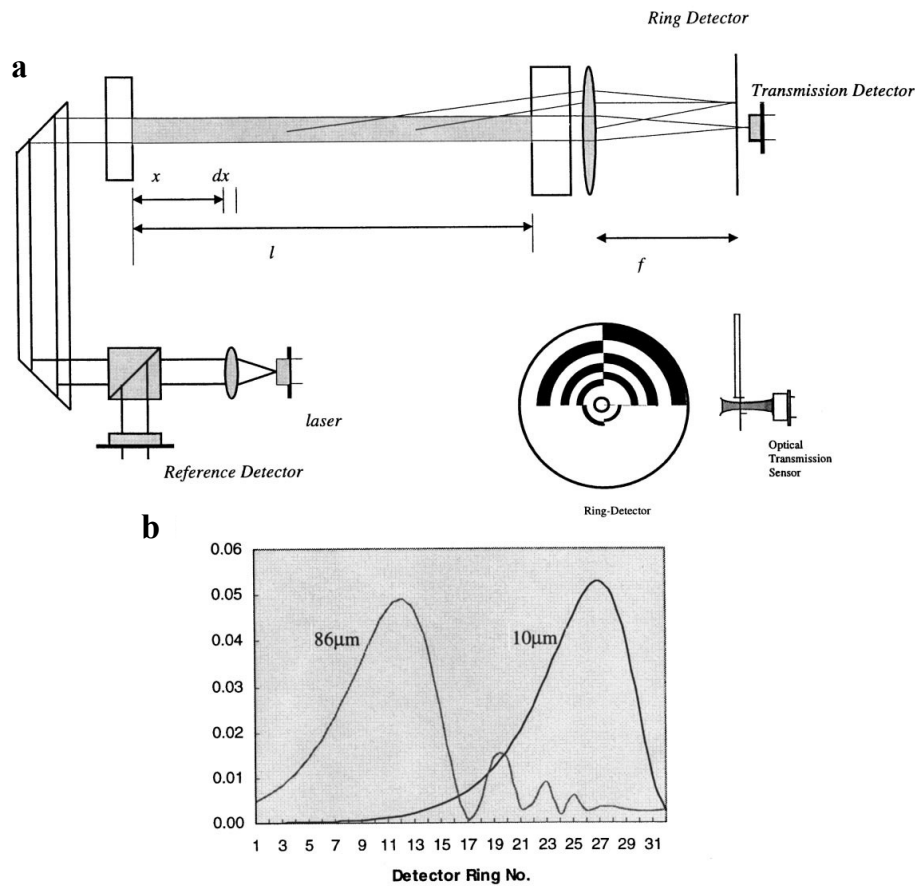 Ring Detector
a
Transmission Detector
x
dx
l
f
laser
Reference Detector
Optical
Transmission
Sensor
Ring-Detector
b
0.06
0.05
0.04
0.03
0.02
0.01
0.00
86μm
10μm
1 3 5 7 9 11 13 15 17 19 21 23 25 27 29 31
Detector Ring No.